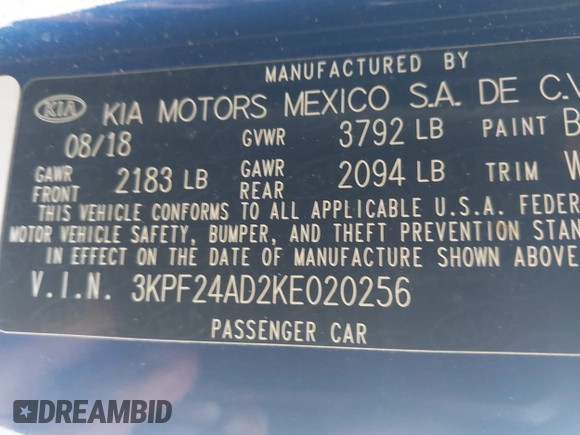 MANUFACTURED BY
KIA KIA MOTORS MEXICO S.A. DE C.V
08/18 GVWR 3792 LB PAINT B
GAWR FRONT 2183 LB GAWR REAR 2094 LB TRIM W
THIS VEHICLE CONFORMS TO ALL APPLICABLE U.S.A. FEDER
MOTOR VEHICLE SAFETY, BUMPER, AND THEFT PREVENTION STAN
IN EFFECT ON THE DATE OF MANUFACTURE SHOWN ABOVE
V.I.N. 3KPF24AD2KE020256
PASSENGER CAR
DREAMBID